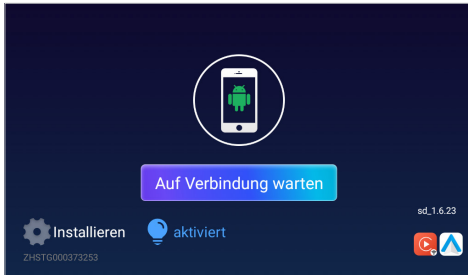 Auf Verbindung warten
sd_1.6.23
Installieren
aktiviert
ZHSTG000373253